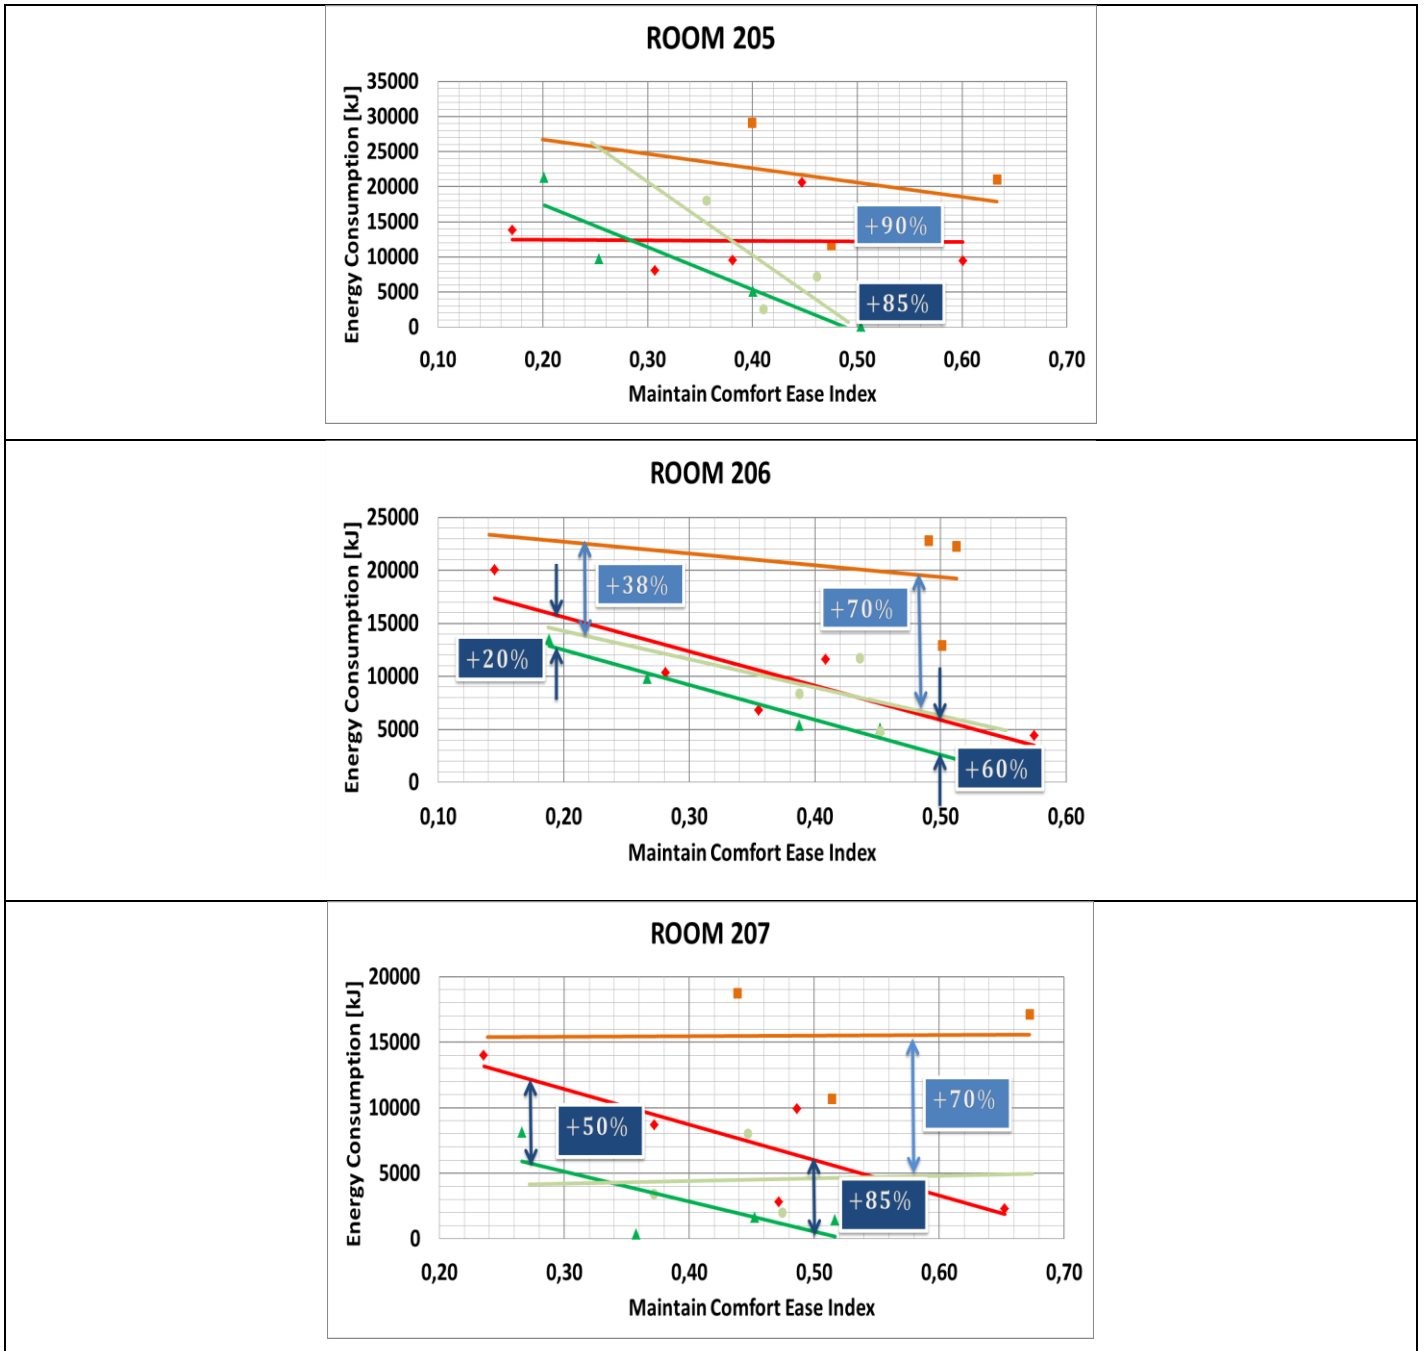 ROOM 205
Energy Consumption [kJ]
35000
30000
25000
20000
15000
10000
5000
0
+90%
+85%
0,10 0,20 0,30 0,40 0,50 0,60 0,70
Maintain Comfort Ease Index
ROOM 206
Energy Consumption [kJ]
25000
20000
15000
10000
5000
0
+38%
+70%
+20%
+60%
0,10 0,20 0,30 0,40 0,50 0,60
Maintain Comfort Ease Index
ROOM 207
Energy Consumption [kJ]
20000
15000
10000
5000
0
+70%
+50%
+85%
0,20 0,30 0,40 0,50 0,60 0,70
Maintain Comfort Ease Index